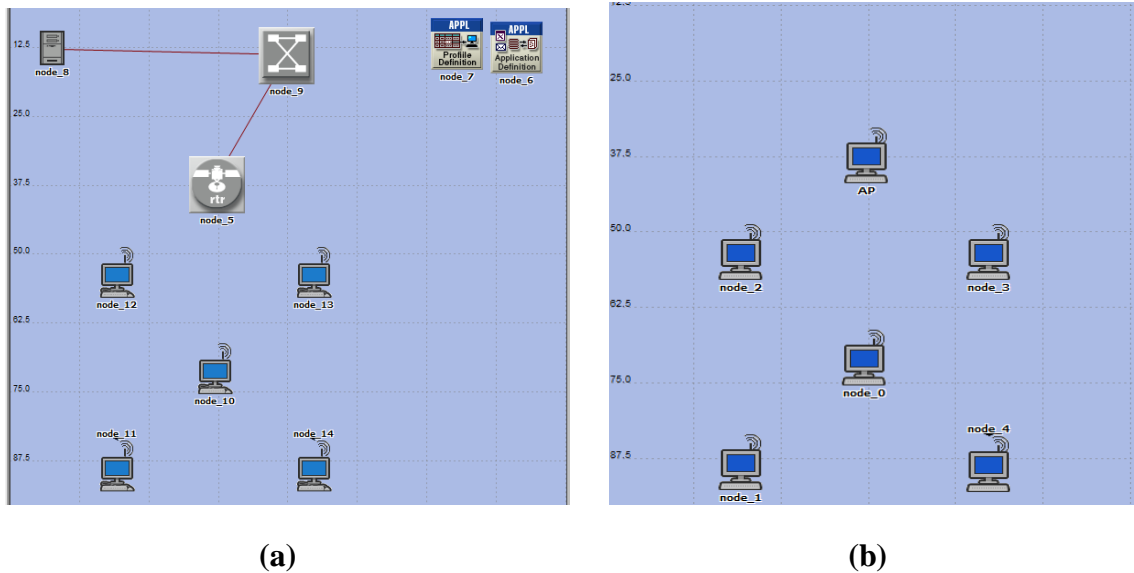 APPL
Profile
Definition
node_7
APPL
Application
Definition
node_6
12.5
node_8
node_9
25.0
37.5
rtr
node_5
50.0
node_12
node_13
62.5
75.0
node_10
node_11
node_14
87.5
(a)
12.5
25.0
37.5
AP
50.0
node_2
node_3
62.5
75.0
node_0
node_4
87.5
node_1
(b)